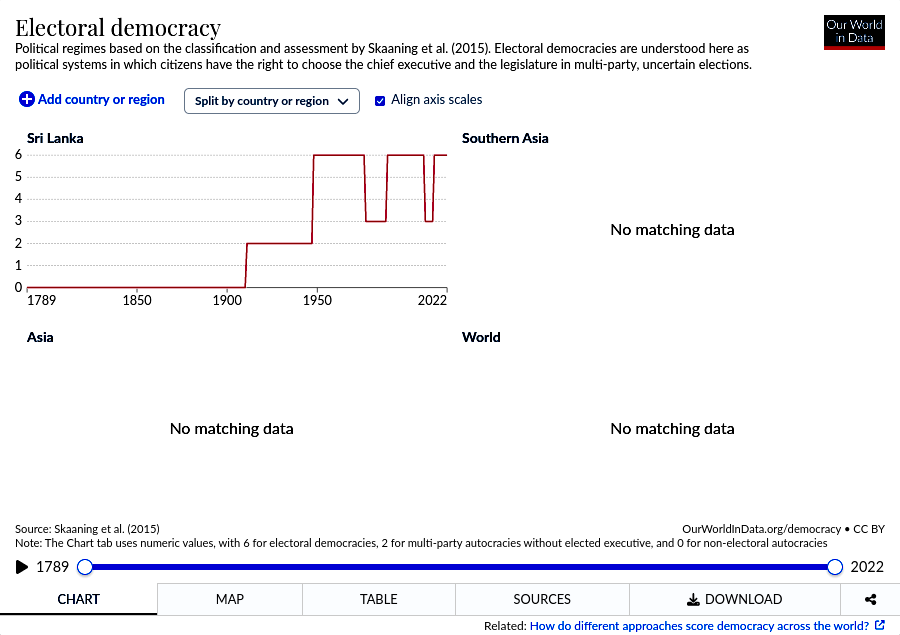 Electoral democracy
Our World
in Data
Political regimes based on the classification and assessment by Skaaning et al. (2015). Electoral democracies are understood here as
political systems in which citizens have the right to choose the chief executive and the legislature in multi-party, uncertain elections.
Add country or region
Split by country or region
Align axis scales
Sri Lanka
6
5
4
3
2
1
0
1789 1850 1900 1950 2022
Southern Asia
No matching data
Asia
No matching data
World
No matching data
Source: Skaaning et al. (2015)
OurWorldInData.org/democracy • CC BY
Note: The Chart tab uses numeric values, with 6 for electoral democracies, 2 for multi-party autocracies without elected executive, and 0 for non-electoral autocracies
1789 2022
CHART MAP TABLE SOURCES DOWNLOAD
Related: How do different approaches score democracy across the world?